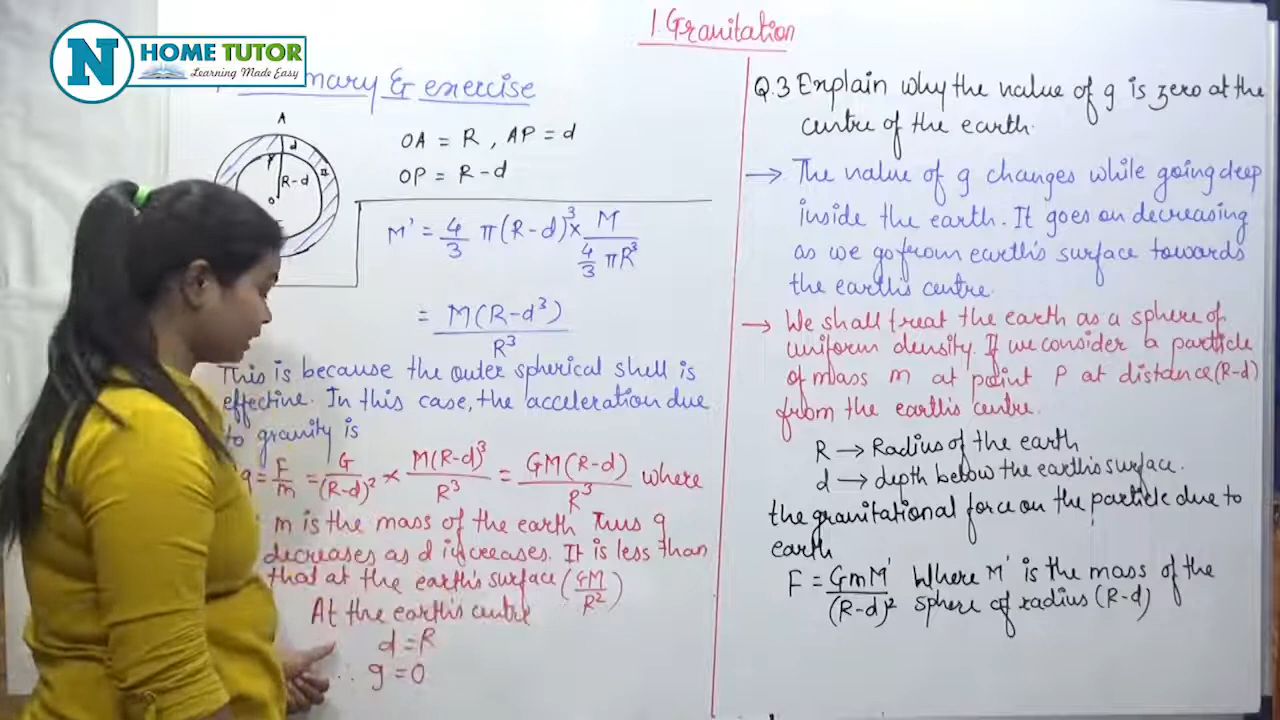 1. Gravitation
N HOME TUTOR
Learning Made Easy
& exercise
A
d
P
R-d
O
OA = R, AP = d
OP = R-d
M' = 4/3 π(R-d)³ × M / 4/3 πR³
= M(R-d³) / R³
This is because the outer spherical shell is
effective. In this case, the acceleration due
to gravity is
g = F/m = G/(R-d)² × M(R-d)³/R³ = GM(R-d)/R³ where
m is the mass of the earth Thus g
decreases as d increases. It is less than
that at the earth's surface (GM/R²)
At the earth's centre
d = R
∴ g = 0
Q.3 Explain why the value of g is zero at the
centre of the earth.
→ The value of g changes while going deep
inside the earth. It goes on decreasing
as we go from earth's surface towards
the earth's centre.
→ We shall treat the earth as a sphere of
uniform density. If we consider a particle
of mass m at point P at distance (R-d)
from the earth's centre.
R → Radius of the earth
d → depth below the earth's surface.
the gravitational force on the particle due to
earth
F = GmM'/(R-d)² Where M' is the mass of the
sphere of radius (R-d)